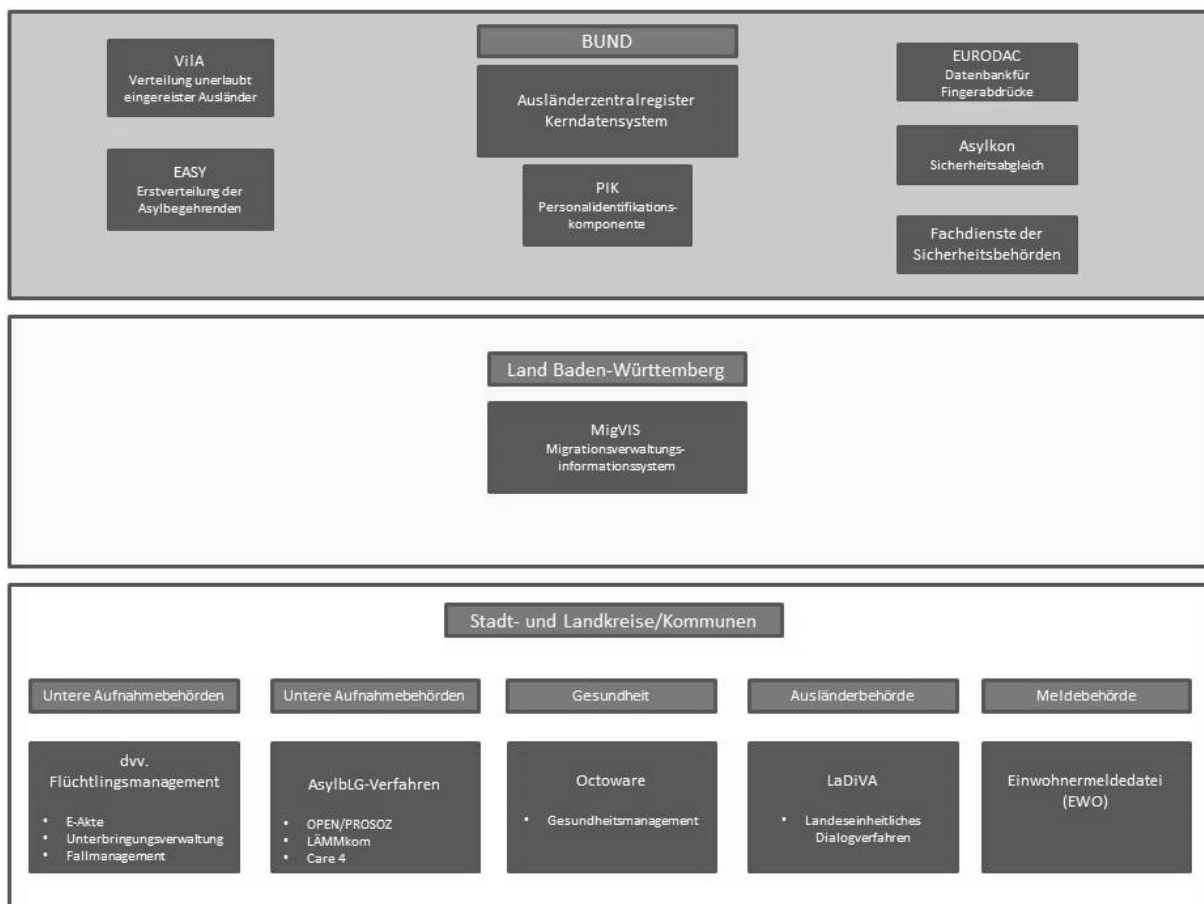 BUND
VilA
Verteilung unerlaubt
eingereister Ausländer
EASY
Erstverteilung der
Asylbegehrenden
Ausländerzentralregister
Kerndatensystem
PIK
Personalidentifikations-
komponente
EURODAC
Datenbank für
Fingerabdrücke
Asylkon
Sicherheitsabgleich
Fachdienste der
Sicherheitsbehörden
Land Baden-Württemberg
MigVIS
Migrationsverwaltungs-
informationssystem
Stadt- und Landkreise/Kommunen
Untere Aufnahmebehörden
dvv.
Flüchtlingsmanagement
• E-Akte
• Unterbringungsverwaltung
• Fallmanagement
Untere Aufnahmebehörden
AsylbLG-Verfahren
• OPEN/PROSOZ
• LÄMMkom
• Care 4
Gesundheit
Octoware
• Gesundheitsmanagement
Ausländerbehörde
LaDiVA
• Landeseinheitliches
Dialogverfahren
Meldebehörde
Einwohnermeldedatei
(EWO)